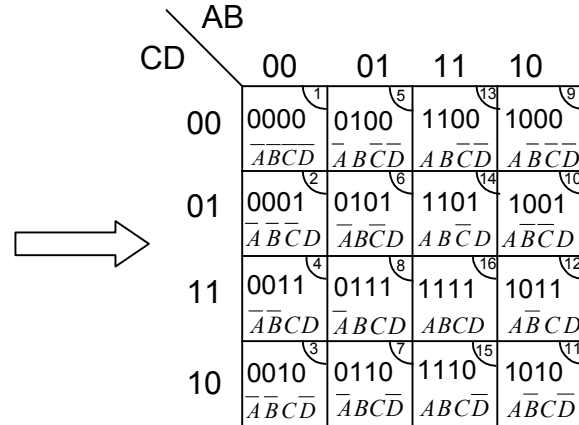 AB
CD
00 01 11 10
00
1 5 13 9
0000 0100 1100 1000
A̅B̅C̅D̅ A̅BC̅D̅ ABC̅D̅ AB̅C̅D̅
01
2 6 14 10
0001 0101 1101 1001
A̅B̅C̅D A̅BC̅D ABC̅D AB̅C̅D
11
4 8 16 12
0011 0111 1111 1011
A̅B̅CD A̅BCD ABCD AB̅CD
10
3 7 15 11
0010 0110 1110 1010
A̅B̅CD̅ A̅BCD̅ ABCD̅ AB̅CD̅